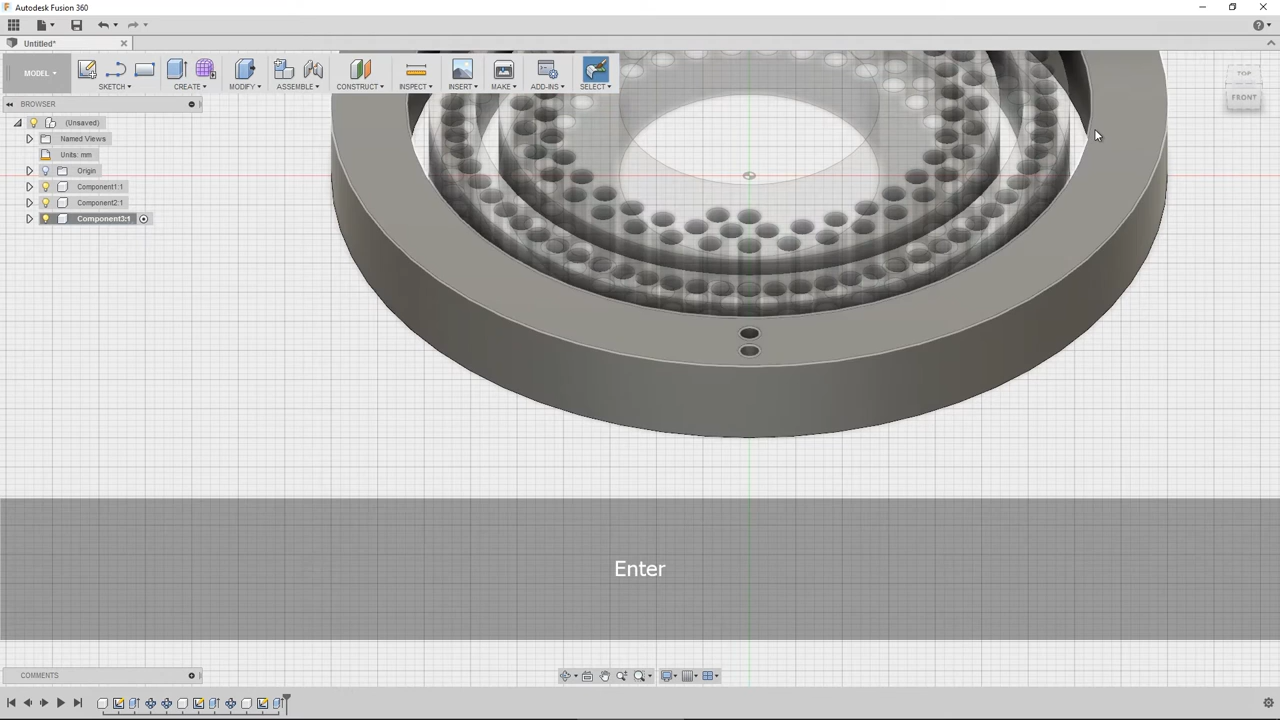 Autodesk Fusion 360
Untitled*
MODEL
SKETCH
CREATE
MODIFY
ASSEMBLE
CONSTRUCT
INSPECT
INSERT
MAKE
ADD-INS
SELECT
TOP
FRONT
BROWSER
(Unsaved)
Named Views
Units: mm
Origin
Component1:1
Component2:1
Component3:1
Enter
COMMENTS